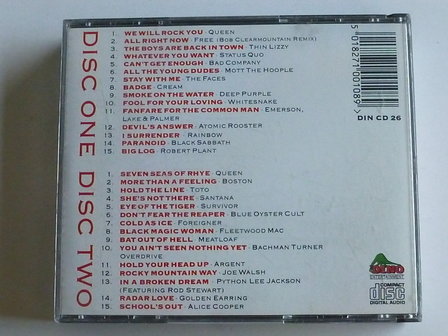 DISC ONE
1. WE WILL ROCK YOU · QUEEN
2. ALL RIGHT NOW · FREE (BOB CLEARMOUNTAIN REMIX)
3. THE BOYS ARE BACK IN TOWN · THIN LIZZY
4. WHATEVER YOU WANT · STATUS QUO
5. CAN'T GET ENOUGH · BAD COMPANY
6. ALL THE YOUNG DUDES · MOTT THE HOOPLE
7. STAY WITH ME · THE FACES
8. BADGE · CREAM
9. SMOKE ON THE WATER · DEEP PURPLE
10. FOOL FOR YOUR LOVING · WHITESNAKE
11. FANFARE FOR THE COMMON MAN · EMERSON,
LAKE & PALMER
12. DEVIL'S ANSWER · ATOMIC ROOSTER
13. I SURRENDER · RAINBOW
14. PARANOID · BLACK SABBATH
15. BIG LOG · ROBERT PLANT
DISC TWO
1. SEVEN SEAS OF RHYE · QUEEN
2. MORE THAN A FEELING · BOSTON
3. HOLD THE LINE · TOTO
4. SHE'S NOT THERE · SANTANA
5. EYE OF THE TIGER · SURVIVOR
6. DON'T FEAR THE REAPER · BLUE OYSTER CULT
7. COLD AS ICE · FOREIGNER
8. BLACK MAGIC WOMAN · FLEETWOOD MAC
9. BAT OUT OF HELL · MEATLOAF
10. YOU AIN'T SEEN NOTHING YET · BACHMAN TURNER
OVERDRIVE
11. HOLD YOUR HEAD UP · ARGENT
12. ROCKY MOUNTAIN WAY · JOE WALSH
13. IN A BROKEN DREAM · PYTHON LEE JACKSON
(FEATURING ROD STEWART)
14. RADAR LOVE · GOLDEN EARRING
15. SCHOOL'S OUT · ALICE COOPER
5 018271 001089 >
DIN CD 26
DINO
ENTERTAINMENT
COMPACT
disc
DIGITAL AUDIO